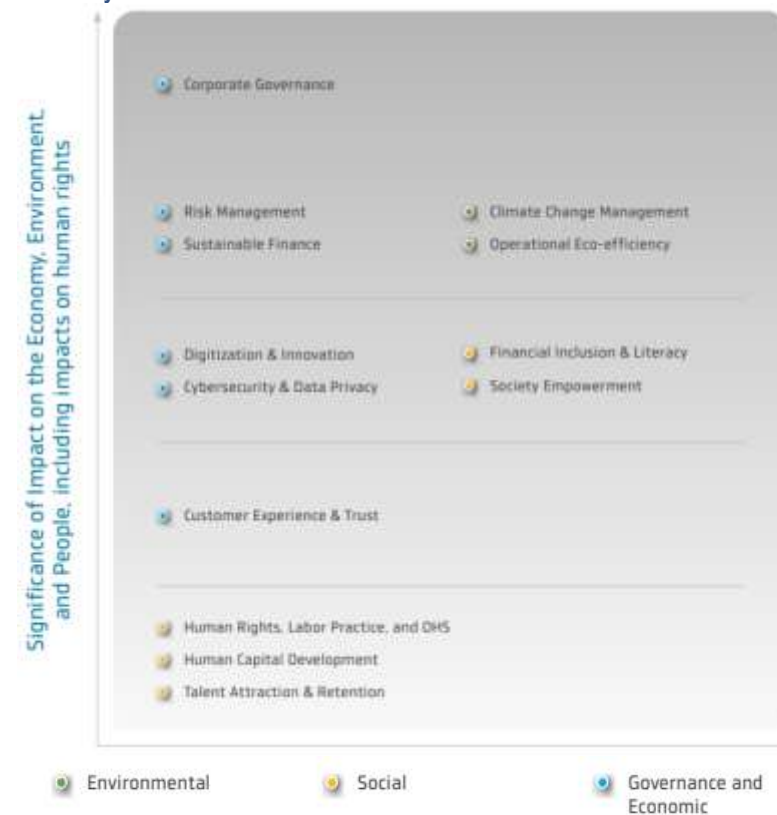 Significance of Impact on the Economy, Environment,
and People, including impacts on human rights
Corporate Governance
Risk Management
Climate Change Management
Sustainable Finance
Operational Eco-efficiency
Digitization & Innovation
Financial Inclusion & Literacy
Cybersecurity & Data Privacy
Society Empowerment
Customer Experience & Trust
Human Rights, Labor Practice, and OHS
Human Capital Development
Talent Attraction & Retention
Environmental
Social
Governance and
Economic